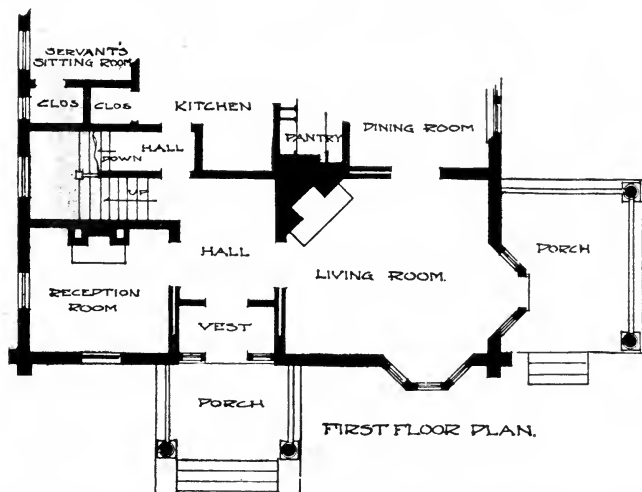 SERVANT'S
SITTING ROOM
CLOS
CLOS
KITCHEN
PANTRY
DINING ROOM
HALL
DOWN
UP
HALL
LIVING ROOM.
PORCH
RECEPTION
ROOM
VEST
PORCH
FIRST FLOOR PLAN.